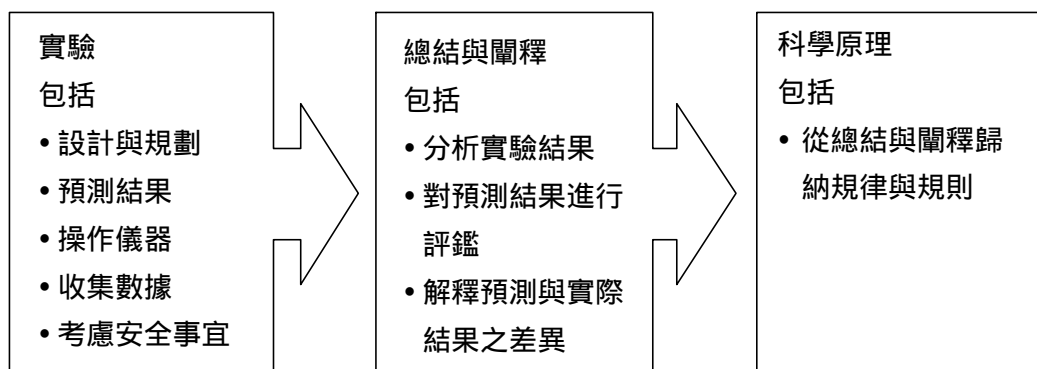 實驗
包括
• 設計與規劃
• 預測結果
• 操作儀器
• 收集數據
• 考慮安全事宜
總結與闡釋
包括
• 分析實驗結果
• 對預測結果進行
評鑑
• 解釋預測與實際
結果之差異
科學原理
包括
• 從總結與闡釋歸
納規律與規則